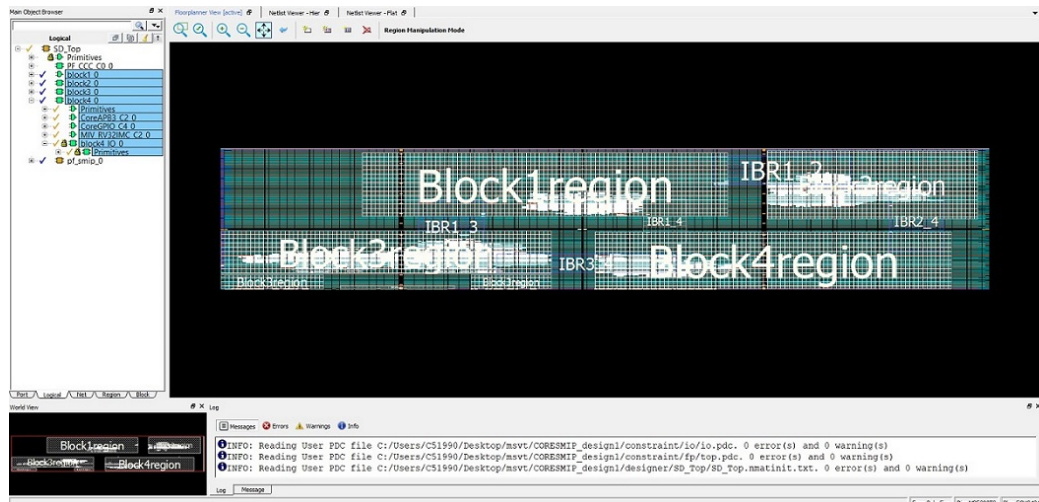 Main Object Browser
Logical
SD_Top
Primitives
PF_CCC_C0_0
block1_0
block2_0
block3_0
block4_0
Primitives
CoreAPB3_C2_0
CoreGPIO_C4_0
MIV_RV32IMC_C2_0
block4_IO_0
Primitives
pf_smip_0
Port
Logical
Net
Region
Block
Floorplanner View [active]
Netlist Viewer - Hier
Netlist Viewer - Flat
Region Manipulation Mode
Block1region
IBR1_2
IBR1_3
IBR1_4
IBR2_4
Block3region
Block4region
Block3region
World View
Block1region
Block3region
Block4region
Log
Messages
Errors
Warnings
Info
INFO: Reading User PDC file C:/Users/C51990/Desktop/msvt/CORESMIP_design1/constraint/io/io.pdc. 0 error(s) and 0 warning(s)
INFO: Reading User PDC file C:/Users/C51990/Desktop/msvt/CORESMIP_design1/constraint/fp/top.pdc. 0 error(s) and 0 warning(s)
INFO: Reading User PDC file C:/Users/C51990/Desktop/msvt/CORESMIP_design1/designer/SD_Top/SD_Top.nmatinit.txt. 0 error(s) and 0 warning(s)
Log
Message